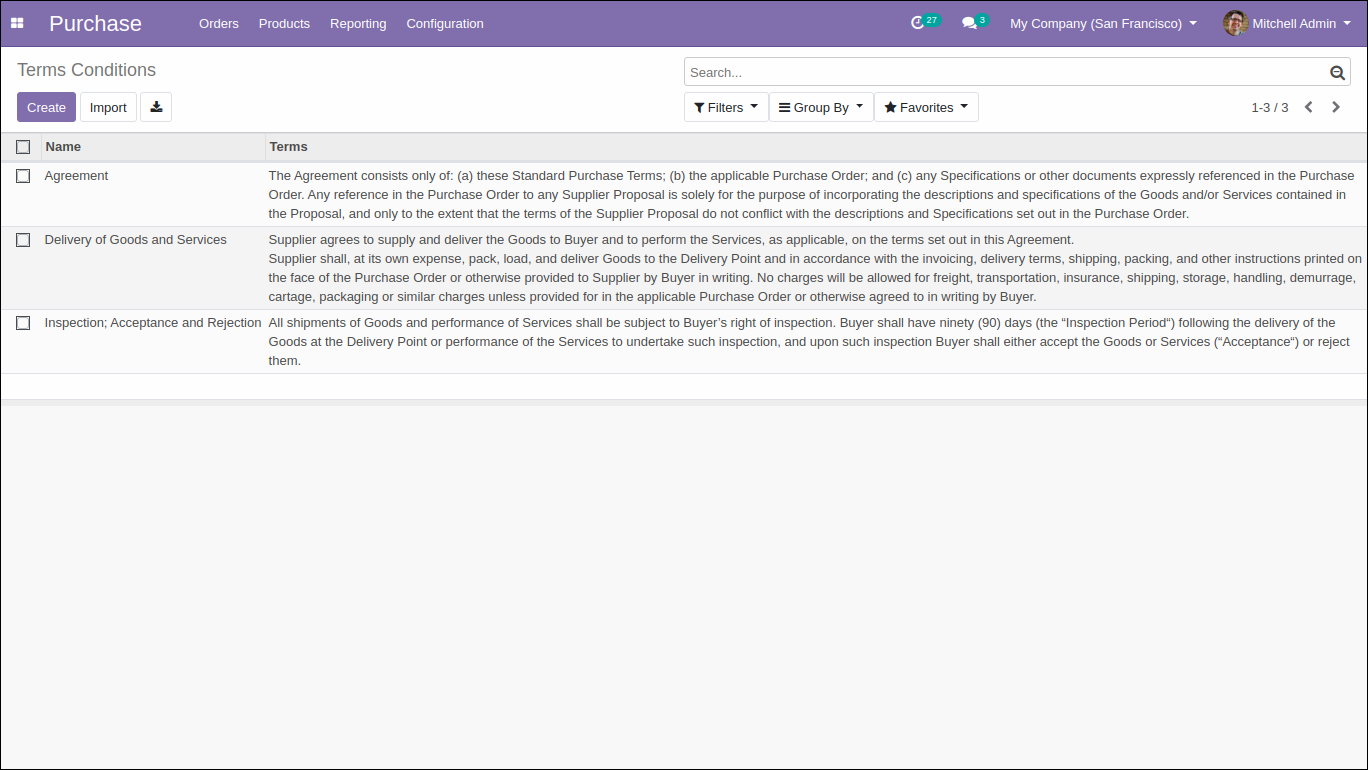 Purchase Orders Products Reporting Configuration 27 3 My Company (San Francisco) Mitchell Admin
Terms Conditions
Search...
Create Import
Filters Group By Favorites
1-3 / 3
Name Terms
Agreement
The Agreement consists only of: (a) these Standard Purchase Terms; (b) the applicable Purchase Order; and (c) any Specifications or other documents expressly referenced in the Purchase
Order. Any reference in the Purchase Order to any Supplier Proposal is solely for the purpose of incorporating the descriptions and specifications of the Goods and/or Services contained in
the Proposal, and only to the extent that the terms of the Supplier Proposal do not conflict with the descriptions and Specifications set out in the Purchase Order.
Delivery of Goods and Services
Supplier agrees to supply and deliver the Goods to Buyer and to perform the Services, as applicable, on the terms set out in this Agreement.
Supplier shall, at its own expense, pack, load, and deliver Goods to the Delivery Point and in accordance with the invoicing, delivery terms, shipping, packing, and other instructions printed on
the face of the Purchase Order or otherwise provided to Supplier by Buyer in writing. No charges will be allowed for freight, transportation, insurance, shipping, storage, handling, demurrage,
cartage, packaging or similar charges unless provided for in the applicable Purchase Order or otherwise agreed to in writing by Buyer.
Inspection; Acceptance and Rejection
All shipments of Goods and performance of Services shall be subject to Buyer’s right of inspection. Buyer shall have ninety (90) days (the “Inspection Period“) following the delivery of the
Goods at the Delivery Point or performance of the Services to undertake such inspection, and upon such inspection Buyer shall either accept the Goods or Services (“Acceptance“) or reject
them.